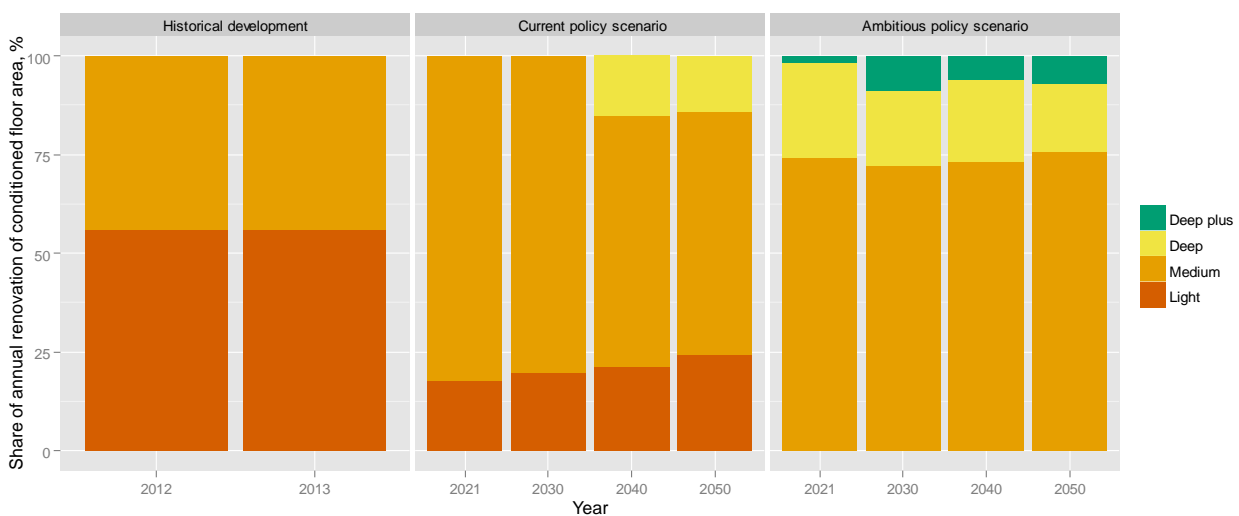 Historical development
Current policy scenario
Ambitious policy scenario
Share of annual renovation of conditioned floor area, %
100
75
50
25
0
2012
2013
2021
2030
2040
2050
2021
2030
2040
2050
Year
Deep plus
Deep
Medium
Light